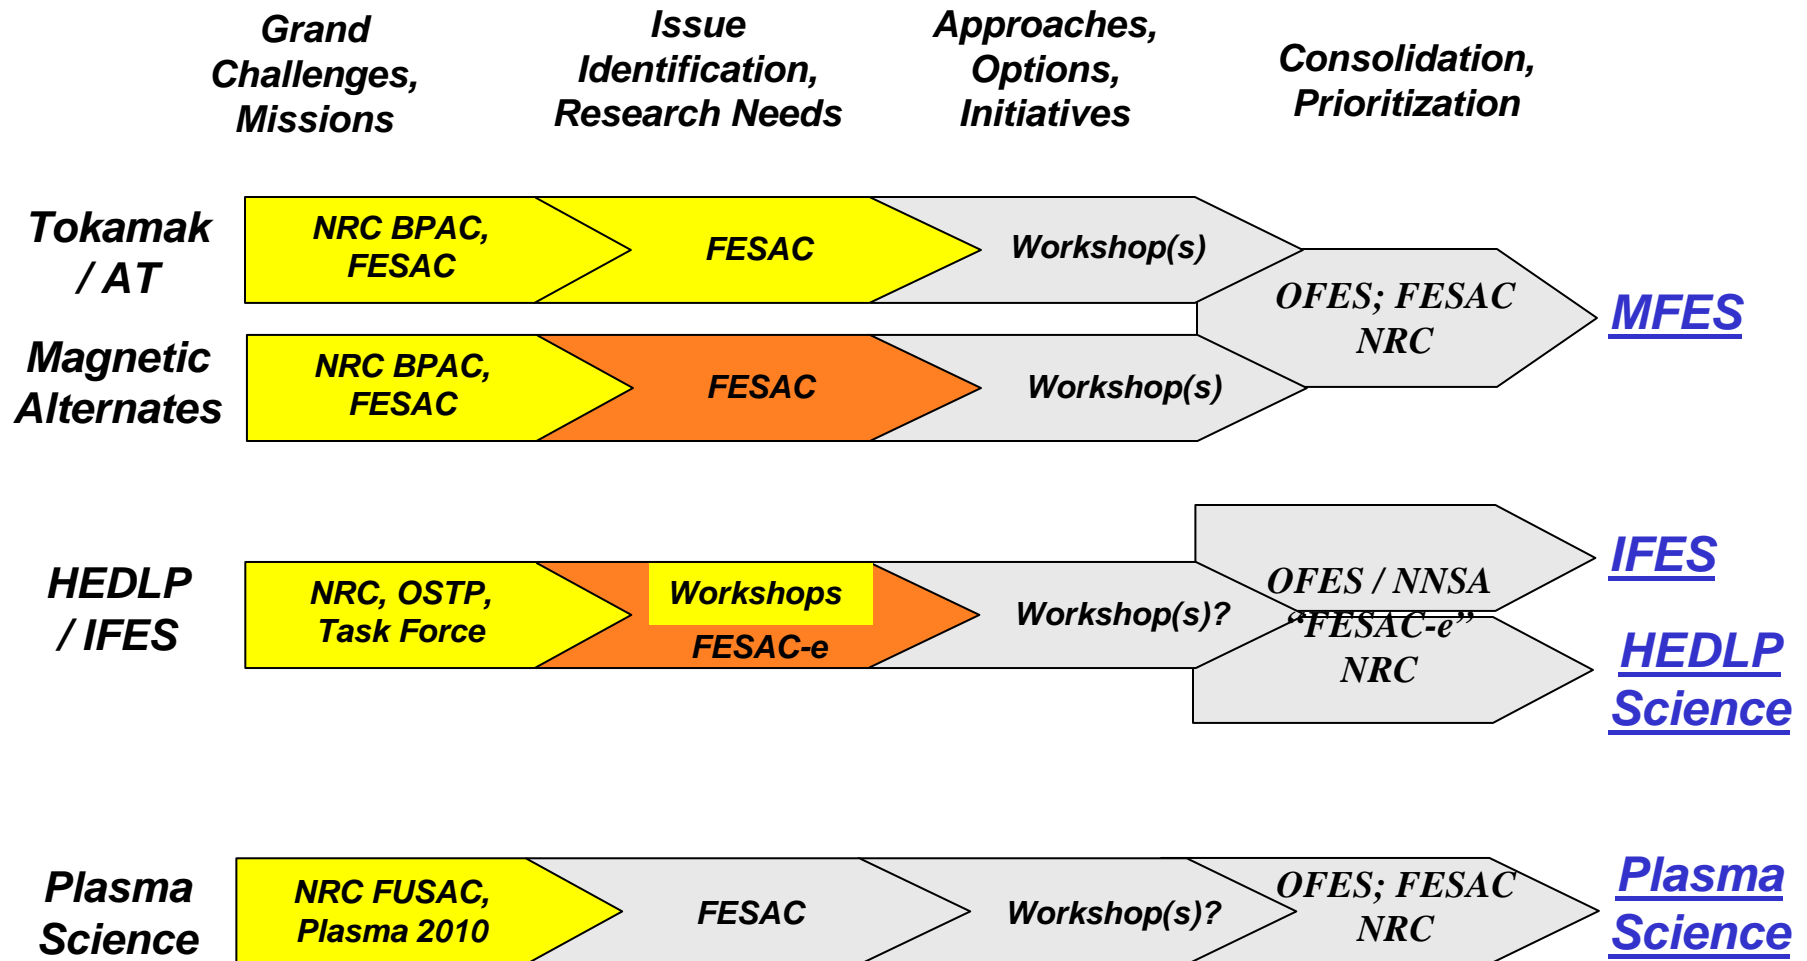 Grand
Challenges,
Missions
Issue
Identification,
Research Needs
Approaches,
Options,
Initiatives
Consolidation,
Prioritization
Tokamak
/ AT
NRC BPAC,
FESAC
FESAC
Workshop(s)
OFES; FESAC
NRC
MFES
Magnetic
Alternates
NRC BPAC,
FESAC
FESAC
Workshop(s)
HEDLP
/ IFES
NRC, OSTP,
Task Force
Workshops
FESAC-e
Workshop(s)?
OFES / NNSA
“FESAC-e”
NRC
IFES
HEDLP
Science
Plasma
Science
NRC FUSAC,
Plasma 2010
FESAC
Workshop(s)?
OFES; FESAC
NRC
Plasma
Science